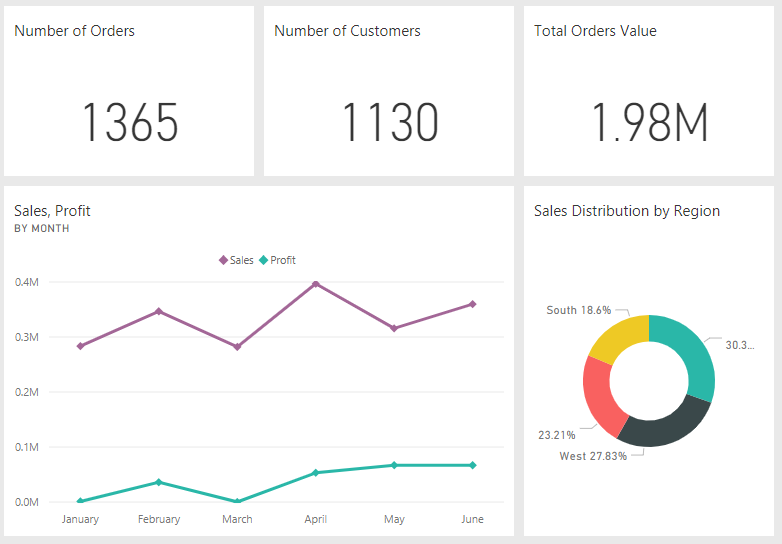 Number of Orders
1365
Number of Customers
1130
Total Orders Value
1.98M
Sales, Profit
BY MONTH
Sales Profit
0.4M
0.3M
0.2M
0.1M
0.0M
January February March April May June
Sales Distribution by Region
South 18.6%
30.3...
23.21%
West 27.83%